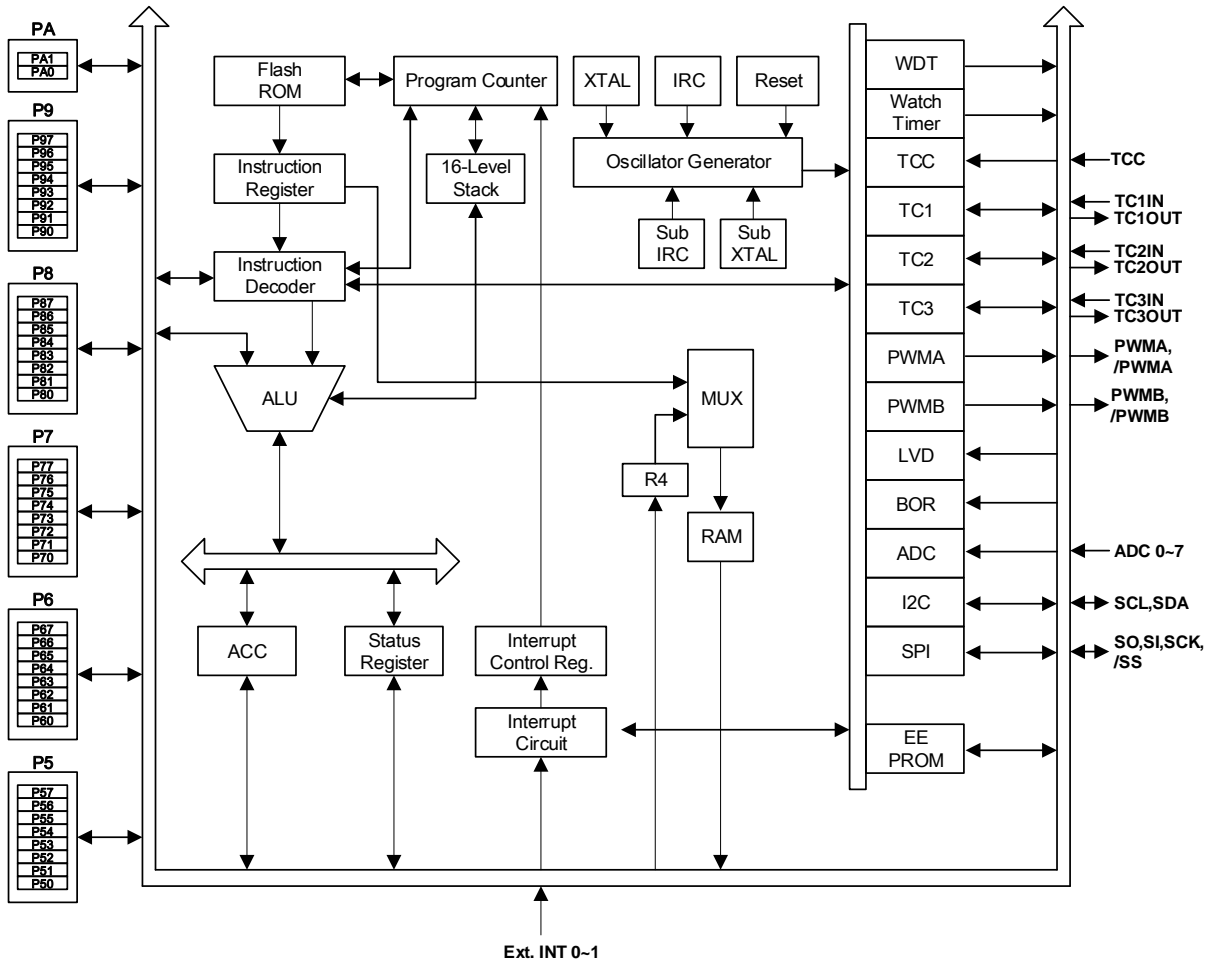 PA
PA1
PA0
P9
P97
P96
P95
P94
P93
P92
P91
P90
P8
P87
P86
P85
P84
P83
P82
P81
P80
P7
P77
P76
P75
P74
P73
P72
P71
P70
P6
P67
P66
P65
P64
P63
P62
P61
P60
P5
P57
P56
P55
P54
P53
P52
P51
P50
Flash
ROM
Program Counter
Instruction
Register
16-Level
Stack
Instruction
Decoder
ALU
ACC
Status
Register
Interrupt
Control Reg.
Interrupt
Circuit
XTAL
IRC
Reset
Oscillator Generator
Sub
IRC
Sub
XTAL
MUX
R4
RAM
WDT
Watch
Timer
TCC
TC1
TC2
TC3
PWMA
PWMB
LVD
BOR
ADC
I2C
SPI
EE
PROM
TCC
TC1IN
TC1OUT
TC2IN
TC2OUT
TC3IN
TC3OUT
PWMA,
/PWMA
PWMB,
/PWMB
ADC 0~7
SCL,SDA
SO,SI,SCK,
/SS
Ext. INT 0~1